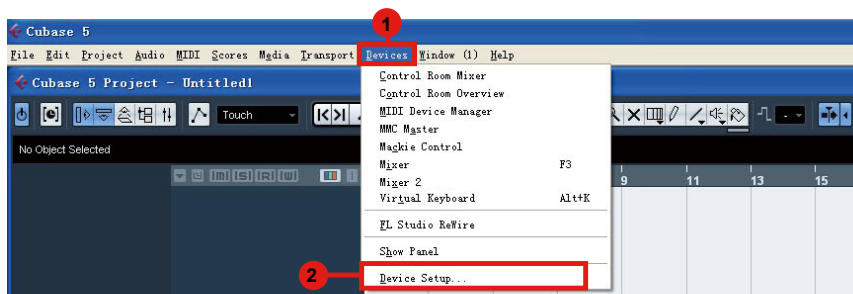 1
Cubase 5
File Edit Project Audio MIDI Scores Media Transport Devices Window (1) Help
Cubase 5 Project - Untitled1
Touch
No Object Selected
Control Room Mixer
Control Room Overview
MIDI Device Manager
MMC Master
Mackie Control
Mixer F3
Mixer 2
Virtual Keyboard Alt+K
FL Studio ReWire
Show Panel
2 Device Setup...
[m] [S] [R] [W]
9 11 13 15